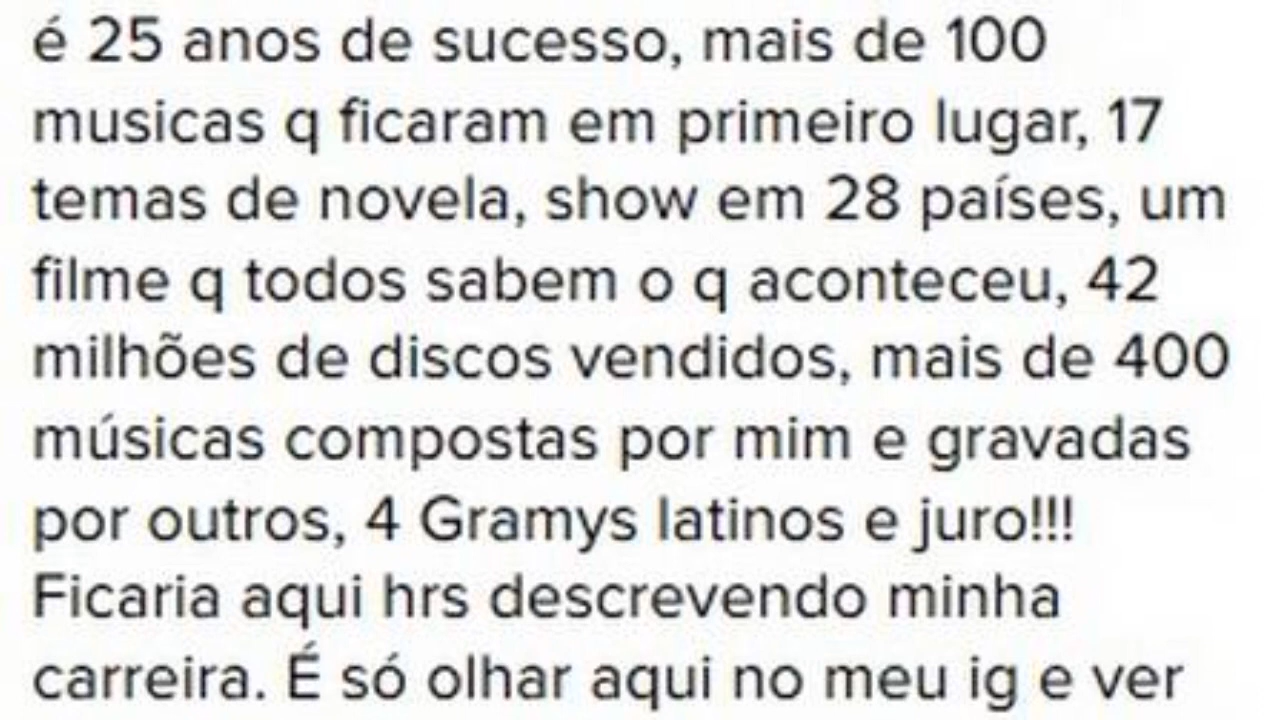 é 25 anos de sucesso, mais de 100
musicas q ficaram em primeiro lugar, 17
temas de novela, show em 28 países, um
filme q todos sabem o q aconteceu, 42
milhões de discos vendidos, mais de 400
músicas compostas por mim e gravadas
por outros, 4 Gramys latinos e juro!!!
Ficaria aqui hrs descrevendo minha
carreira. É só olhar aqui no meu ig e ver